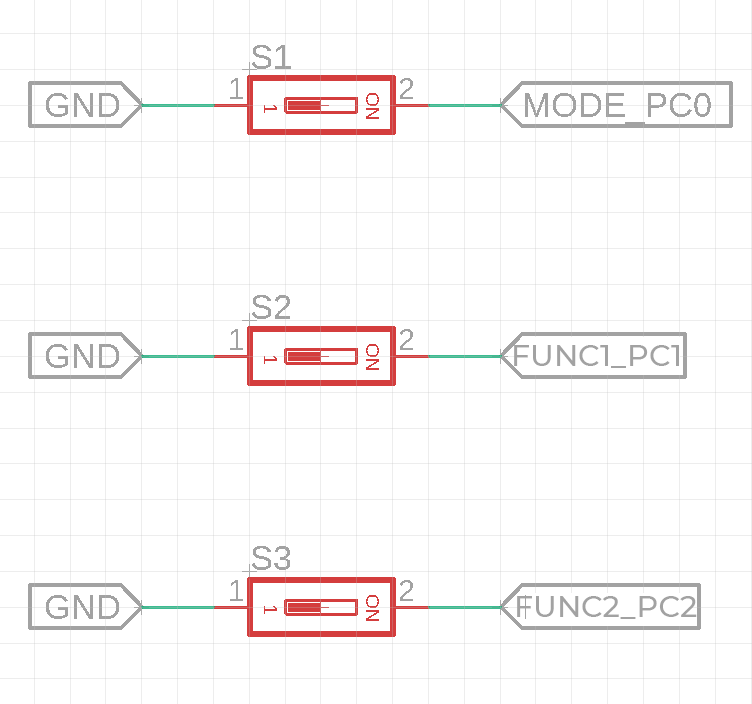 S1
GND 1 1 ON 2 MODE_PC0
S2
GND 1 1 ON 2 FUNC1_PC1
S3
GND 1 1 ON 2 FUNC2_PC2